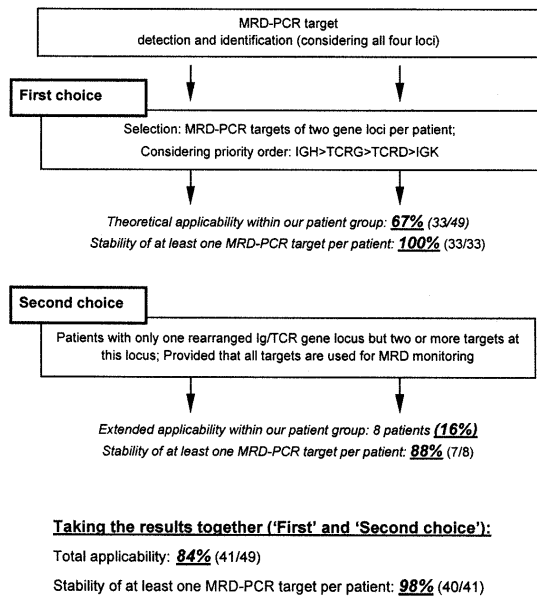 MRD-PCR target
detection and identification (considering all four loci)
First choice
Selection: MRD-PCR targets of two gene loci per patient;
Considering priority order: IGH>TCRG>TCRD>IGK
Theoretical applicability within our patient group: 67% (33/49)
Stability of at least one MRD-PCR target per patient: 100% (33/33)
Second choice
Patients with only one rearranged Ig/TCR gene locus but two or more targets at
this locus; Provided that all targets are used for MRD monitoring
Extended applicability within our patient group: 8 patients (16%)
Stability of at least one MRD-PCR target per patient: 88% (7/8)
Taking the results together ('First' and 'Second choice'):
Total applicability: 84% (41/49)
Stability of at least one MRD-PCR target per patient: 98% (40/41)